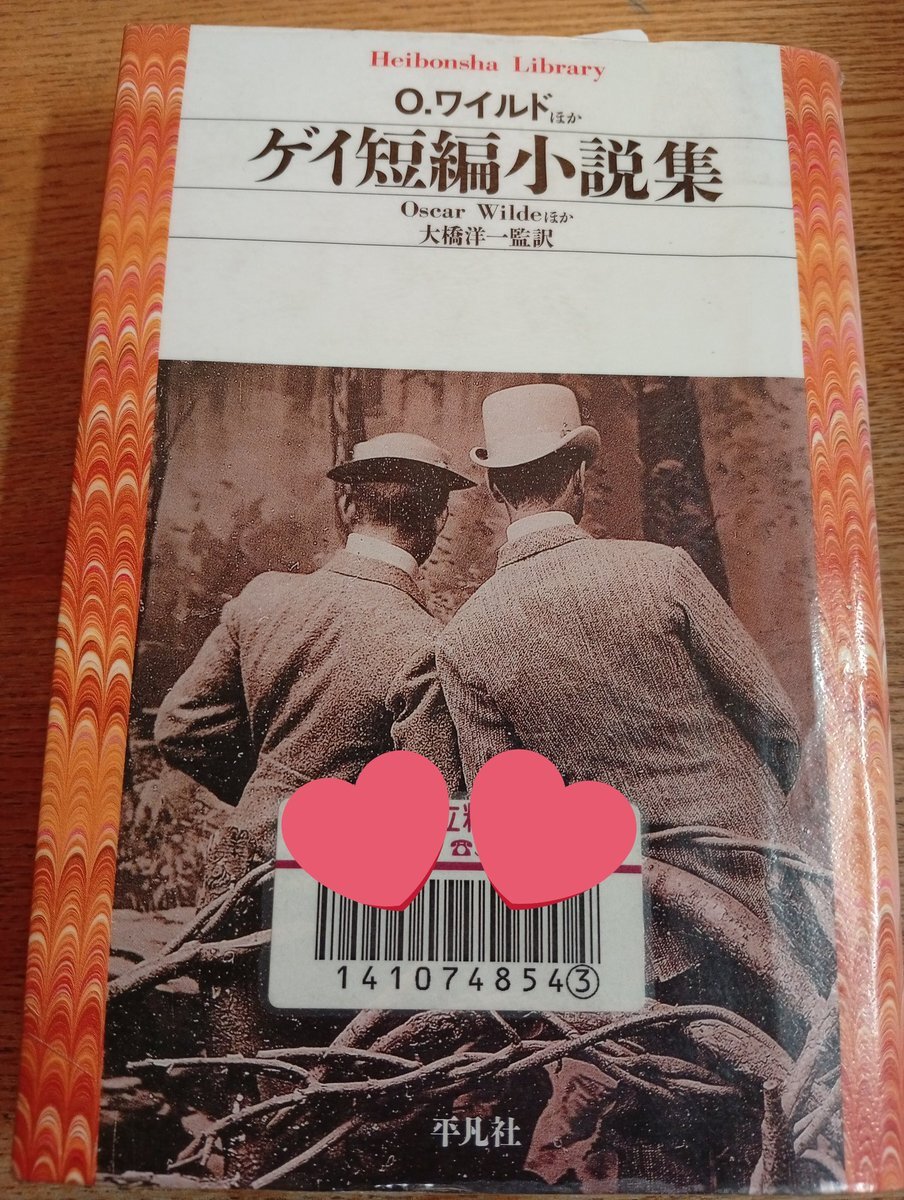 Heibonsha Library
O.ワイルドほか
ゲイ短編小説集
Oscar Wildeほか
大橋洋一監訳
立
☎
141074854③
平凡社